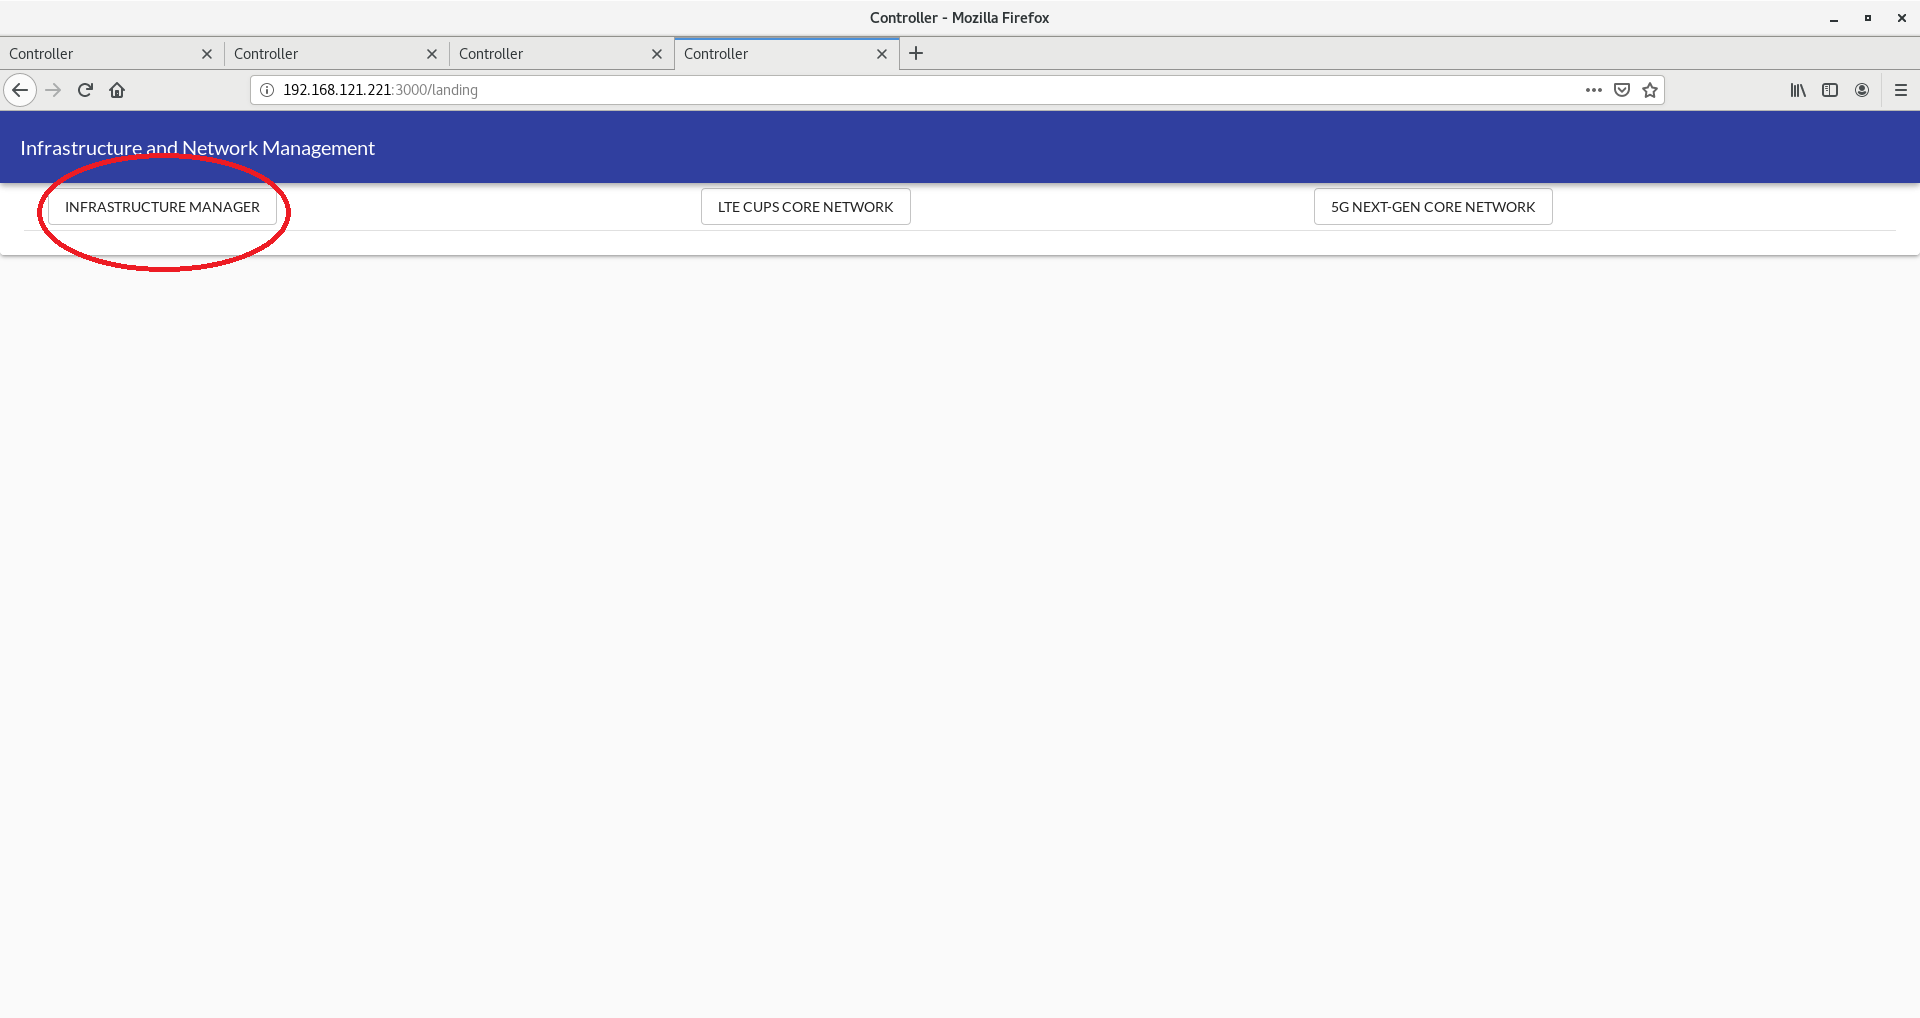 Controller - Mozilla Firefox
Controller Controller Controller Controller
192.168.121.221:3000/landing
Infrastructure and Network Management
INFRASTRUCTURE MANAGER LTE CUPS CORE NETWORK 5G NEXT-GEN CORE NETWORK